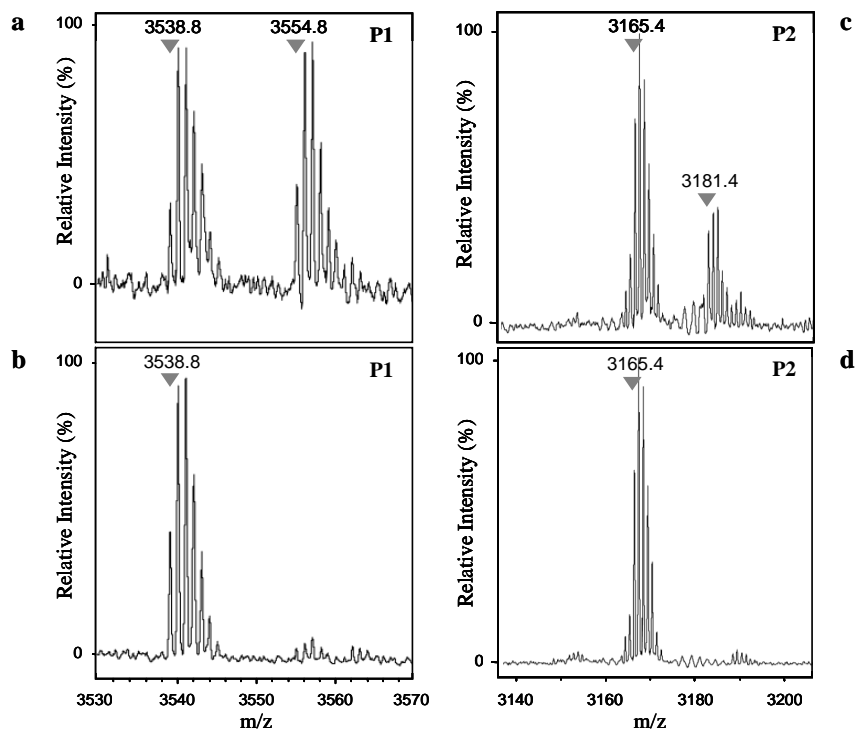 a
3538.8 3554.8
P1
100
0
Relative Intensity (%)
c
3165.4
P2
3181.4
100
0
Relative Intensity (%)
b
3538.8
P1
100
0
Relative Intensity (%)
3530 3540 3550 3560 3570
m/z
d
3165.4
P2
100
0
Relative Intensity (%)
3140 3160 3180 3200
m/z